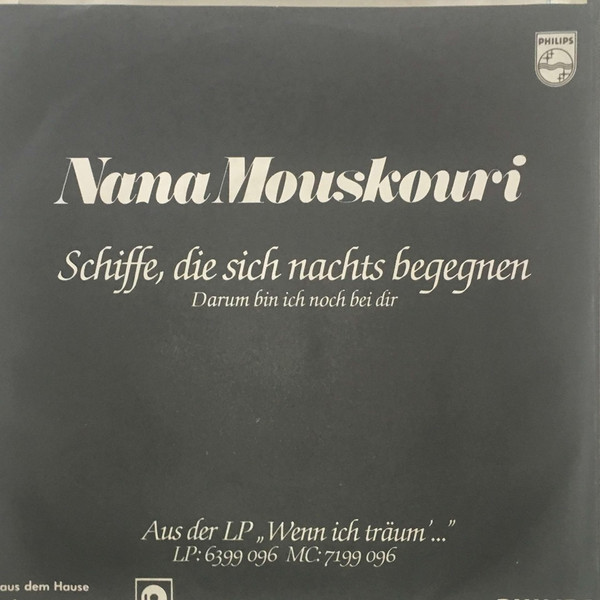 PHILIPS
Nana Mouskouri
Schiffe, die sich nachts begegnen
Darum bin ich noch bei dir
Aus der LP „Wenn ich träum'...”
LP: 6399 096 MC: 7199 096
aus dem Hause